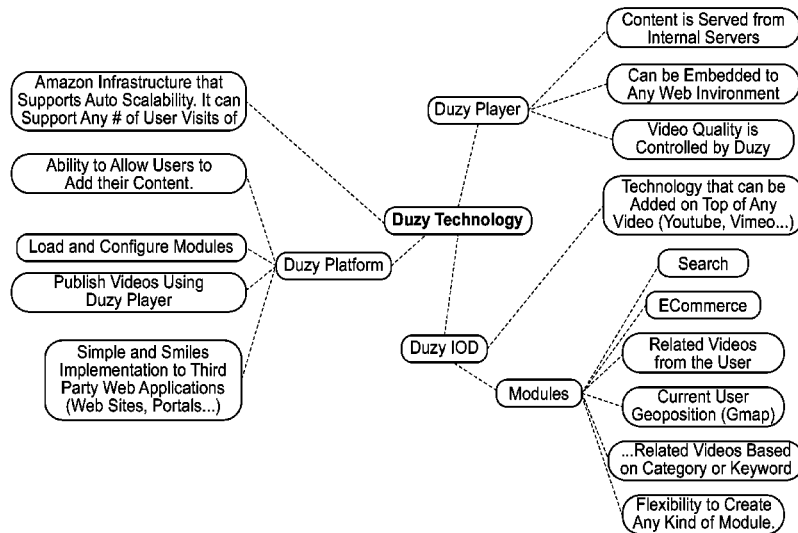 Content is Served from
Internal Servers
Amazon Infrastructure that
Supports Auto Scalability. It can
Support Any # of User Visits of
Can be Embedded to
Any Web Invironment
Duzy Player
Video Quality is
Controlled by Duzy
Ability to Allow Users to
Add their Content.
Technology that can be
Added on Top of Any
Video (Youtube, Vimeo...)
Duzy Technology
Load and Configure Modules
Duzy Platform
Search
Publish Videos Using
Duzy Player
ECommerce
Duzy IOD
Related Videos
from the User
Simple and Smiles
Implementation to Third
Party Web Applications
(Web Sites, Portals...)
Modules
Current User
Geoposition (Gmap)
...Related Videos Based
on Category or Keyword
Flexibility to Create
Any Kind of Module.